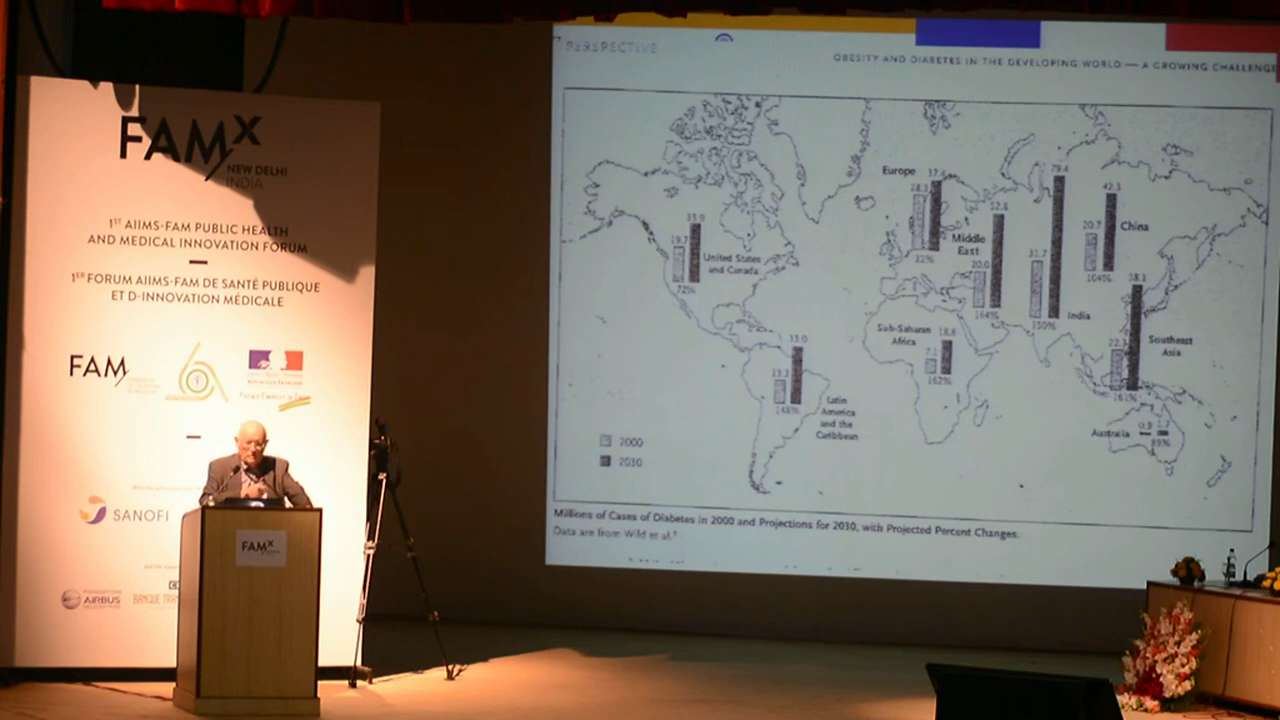 FAMx
NEW DELHI
INDIA
1ST AIIMS-FAM PUBLIC HEALTH
AND MEDICAL INNOVATION FORUM
1ER FORUM AIIMS-FAM DE SANTÉ PUBLIQUE
ET D-INNOVATION MÉDICALE
FAM
SANOFI
AIRBUS
FAMx
PERSPECTIVE
OBESITY AND DIABETES IN THE DEVELOPING WORLD — A GROWING CHALLENGE
Europe
28.3
37.4
32%
Middle
East
20.0
52.8
164%
31.7
79.4
150%
India
20.7
42.3
104%
China
19.7
33.9
72%
United States
and Canada
Sub-Saharan
Africa
7.1
18.8
162%
22.3
58.1
161%
Southeast
Asia
13.3
33.0
148%
Latin
America
and the
Caribbean
Australia
0.9
1.7
89%
2000
2030
Millions of Cases of Diabetes in 2000 and Projections for 2030, with Projected Percent Changes.
Data are from Wild et al.